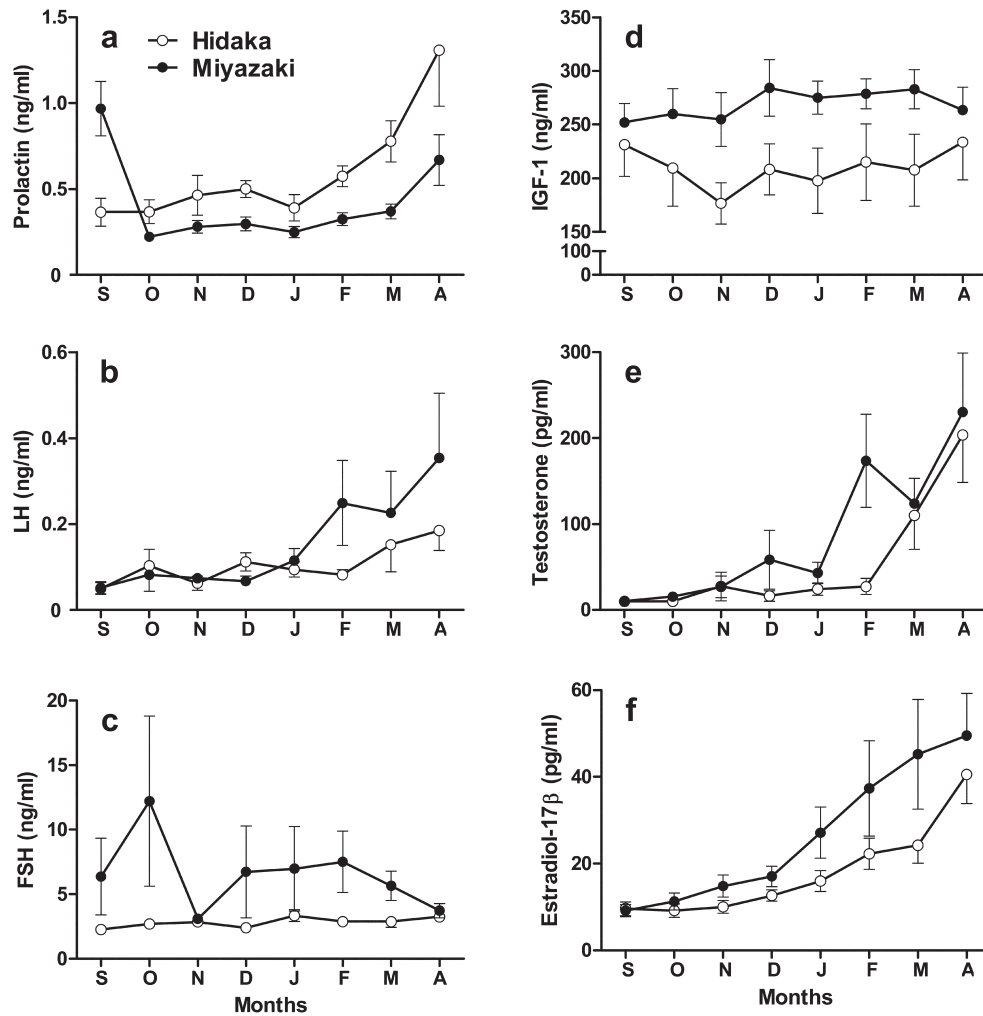 a
Hidaka
Miyazaki
Prolactin (ng/ml)
1.5
1.0
0.5
0
S O N D J F M A
d
IGF-1 (ng/ml)
350
300
250
200
150
100
0
S O N D J F M A
b
LH (ng/ml)
0.6
0.4
0.2
0
S O N D J F M A
e
Testosterone (pg/ml)
300
200
100
0
S O N D J F M A
c
FSH (ng/ml)
20
15
10
5
0
S O N D J F M A
Months
f
Estradiol-17β (pg/ml)
60
40
20
0
S O N D J F M A
Months